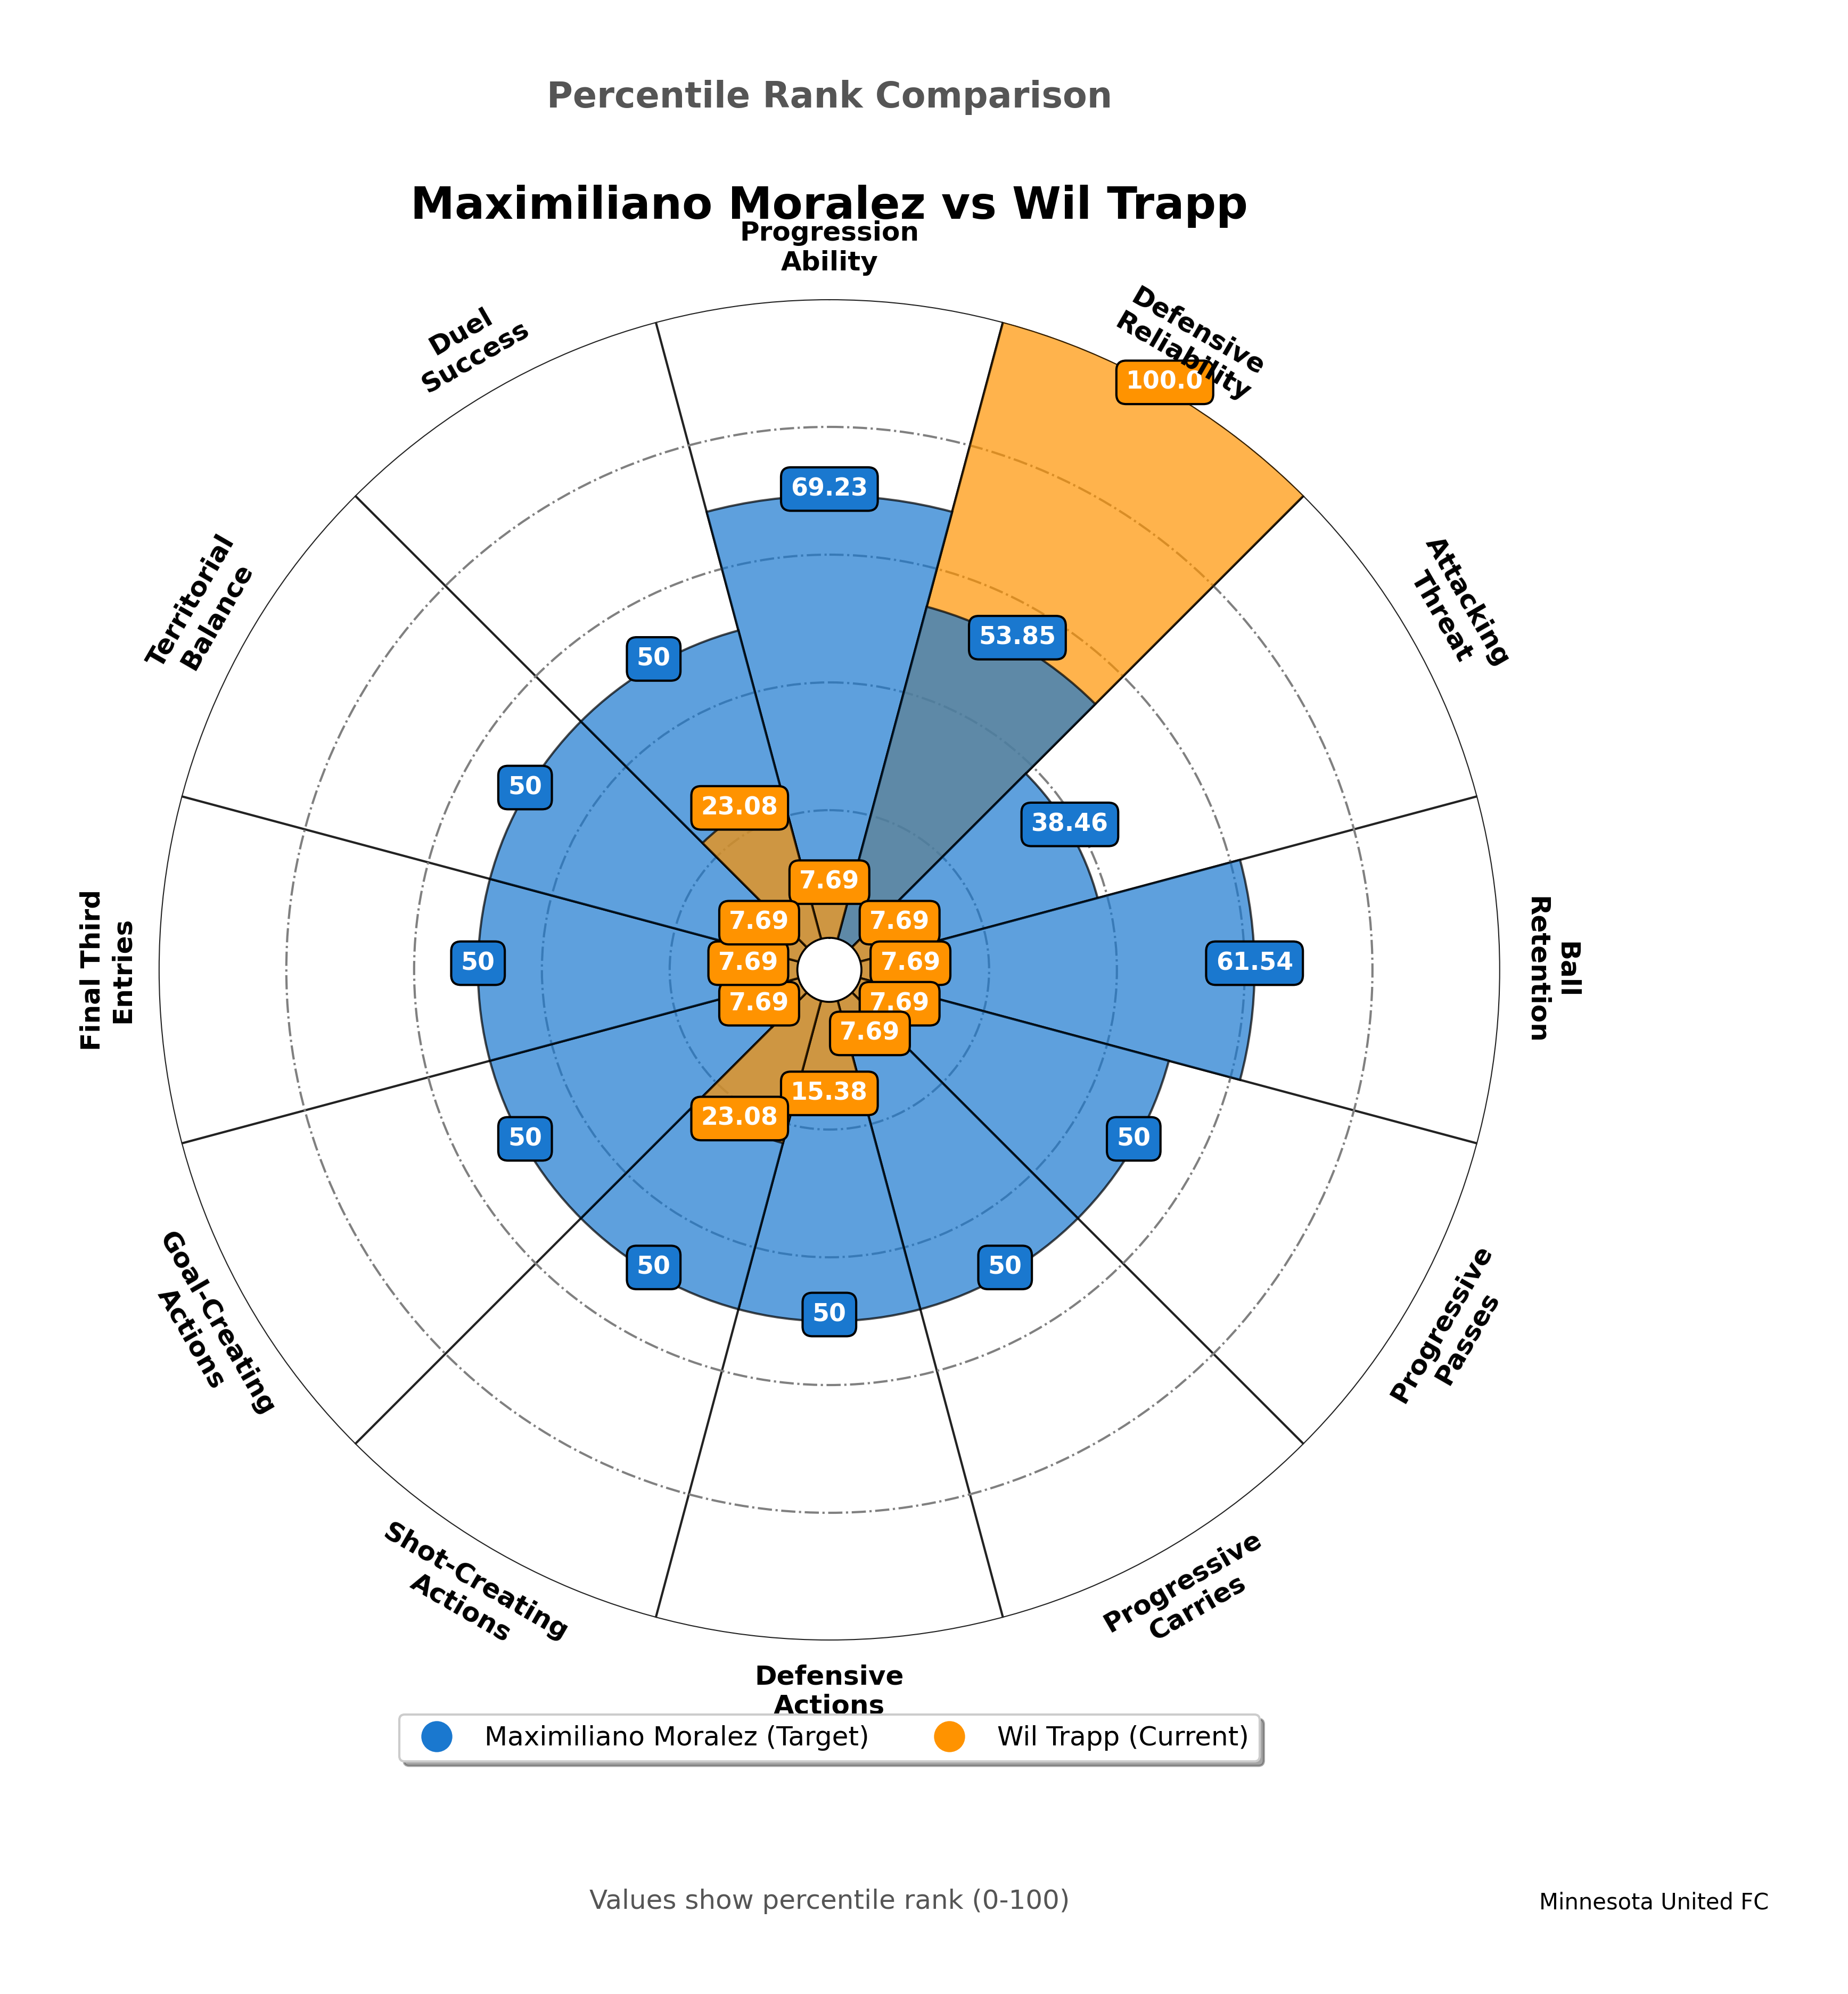 Percentile Rank Comparison
Maximiliano Moralez vs Wil Trapp
Progression
Ability
Defensive
Reliability
Duel
Success
100.0
69.23
Attacking
Threat
Territorial
Balance
53.85
50
50
23.08
38.46
7.69
7.69
7.69
Final Third
Entries
50
7.69
7.69
61.54
Ball
Retention
7.69
7.69
7.69
15.38
23.08
50
50
Goal-Creating
Actions
Progressive
Passes
50
50
50
Shot-Creating
Actions
Progressive
Carries
Defensive
Actions
Maximiliano Moralez (Target)
Wil Trapp (Current)
Values show percentile rank (0-100)
Minnesota United FC